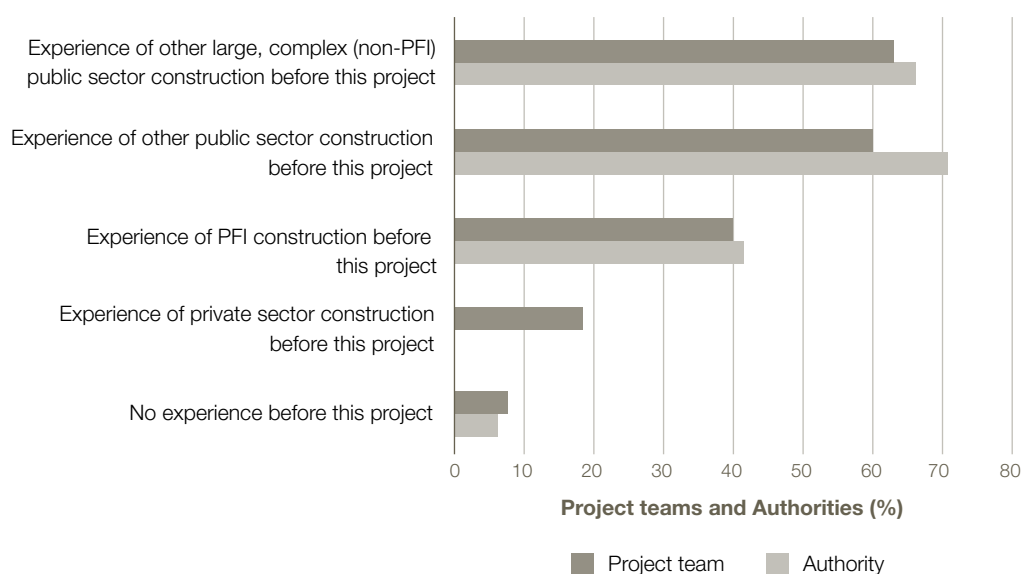 Experience of other large, complex (non-PFI)
public sector construction before this project
Experience of other public sector construction
before this project
Experience of PFI construction before
this project
Experience of private sector construction
before this project
No experience before this project
0 10 20 30 40 50 60 70 80
Project teams and Authorities (%)
Project team Authority